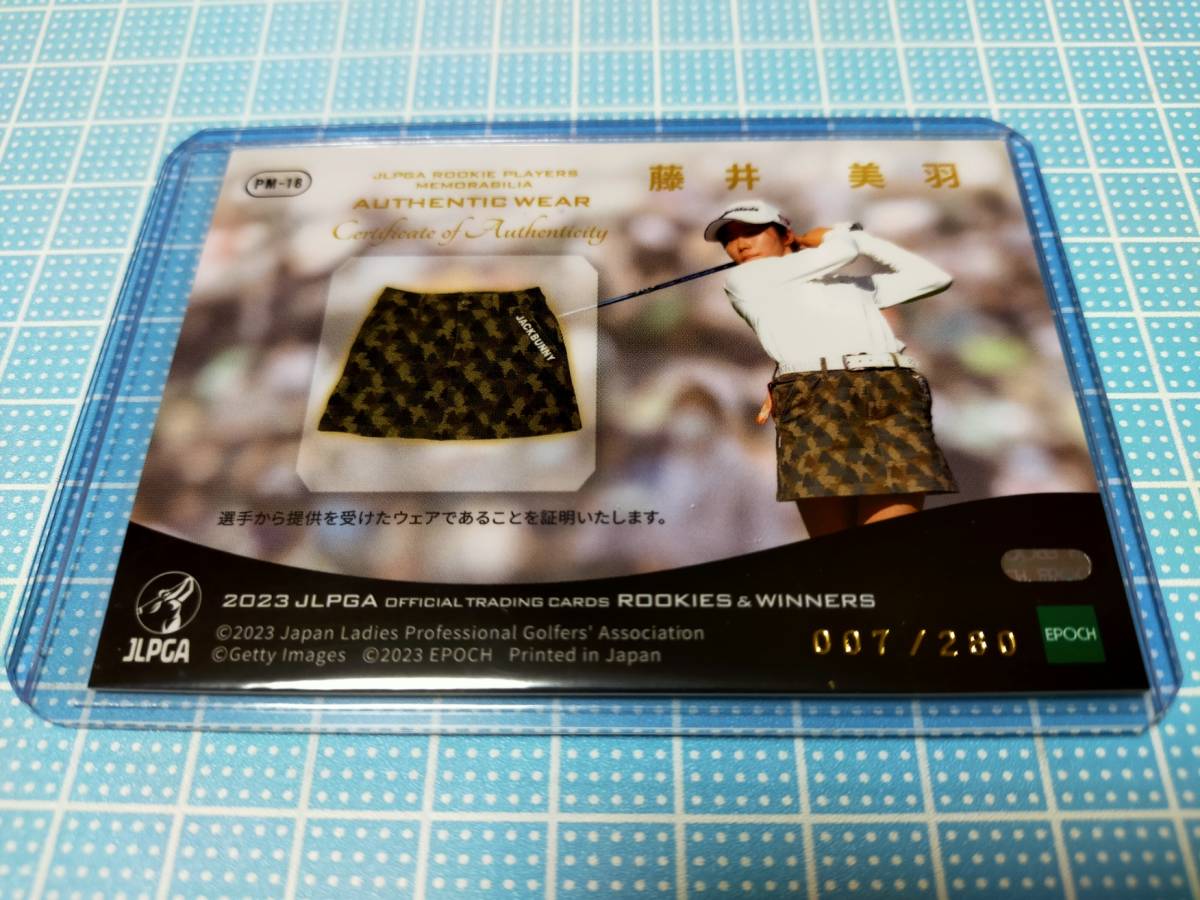 PM-18
JLPGA ROOKIE PLAYERS
MEMORABILIA
AUTHENTIC WEAR
Certificate of Authenticity
藤井 美羽
JACKBUNNY
選手から提供を受けたウェアであることを証明いたします。
JLPGA
2023 JLPGA OFFICIAL TRADING CARDS ROOKIES & WINNERS
©2023 Japan Ladies Professional Golfers' Association
©Getty Images ©2023 EPOCH Printed in Japan
007/280
EPOCH